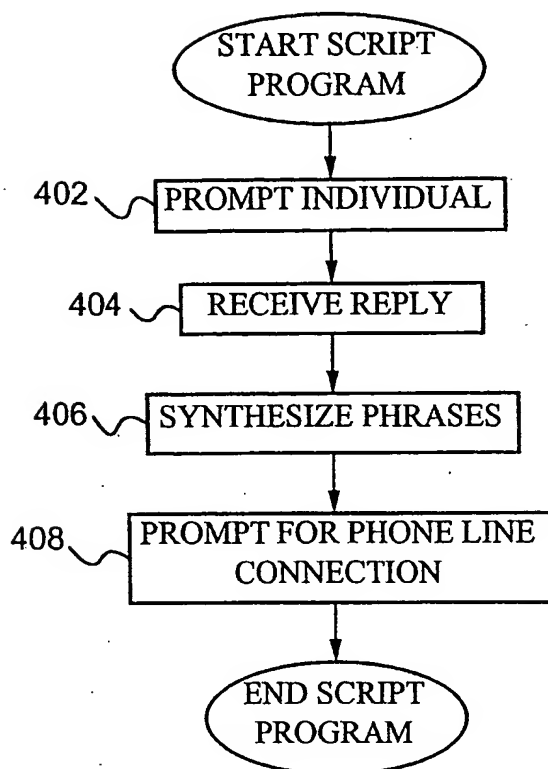 START SCRIPT
PROGRAM
402
PROMPT INDIVIDUAL
404
RECEIVE REPLY
406
SYNTHESIZE PHRASES
408
PROMPT FOR PHONE LINE
CONNECTION
END SCRIPT
PROGRAM